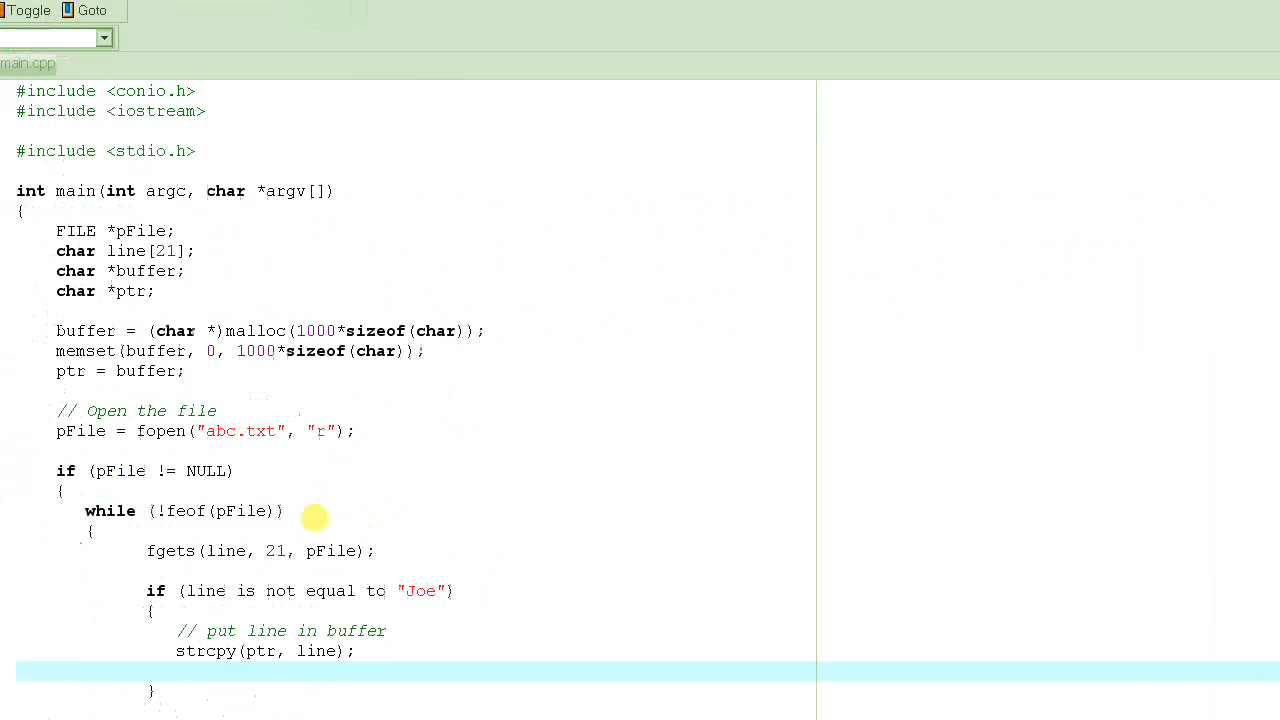 Toggle Goto
main.cpp
#include <conio.h>
#include <iostream>
#include <stdio.h>
int main(int argc, char *argv[])
{
FILE *pFile;
char line[21];
char *buffer;
char *ptr;
buffer = (char *)malloc(1000*sizeof(char));
memset(buffer, 0, 1000*sizeof(char));
ptr = buffer;
// Open the file
pFile = fopen("abc.txt", "r");
if (pFile != NULL)
{
while (!feof(pFile))
{
fgets(line, 21, pFile);
if (line is not equal to "Joe")
{
// put line in buffer
strcpy(ptr, line);
}